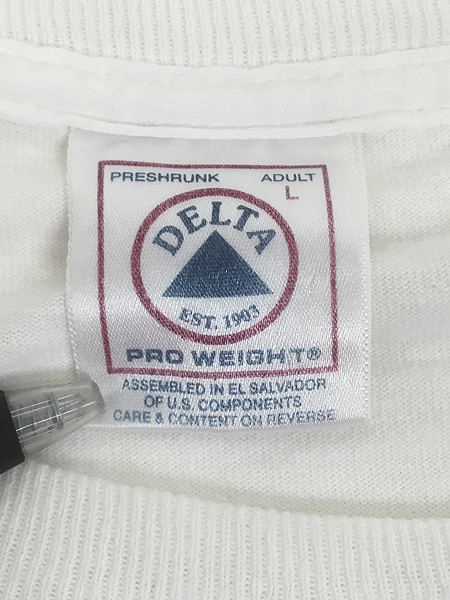 PRESHRUNK ADULT
L
DELTA
EST. 1903
PRO WEIGHT®
ASSEMBLED IN EL SALVADOR
OF U.S. COMPONENTS
CARE & CONTENT ON REVERSE